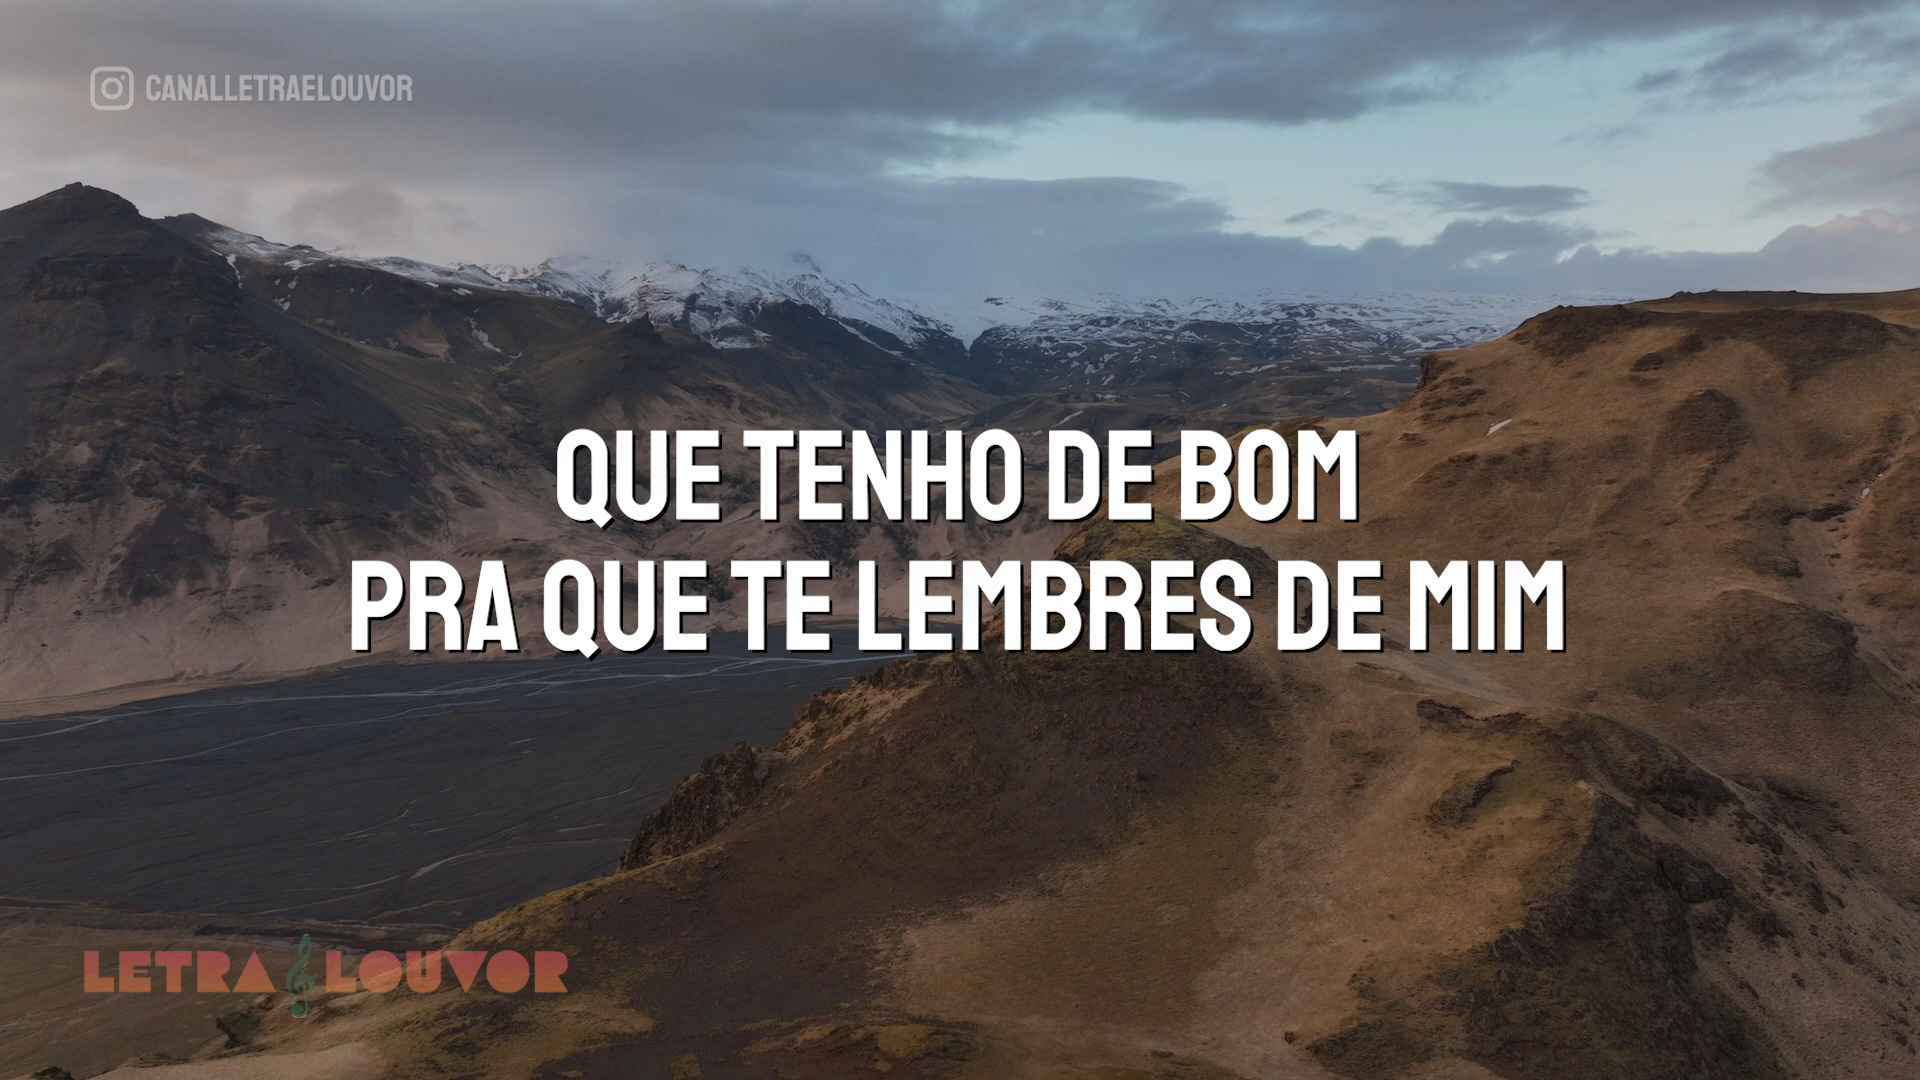 CANALLETRAELOUVOR
QUE TENHO DE BOM
PRA QUE TE LEMBRES DE MIM
LETRA LOUVOR